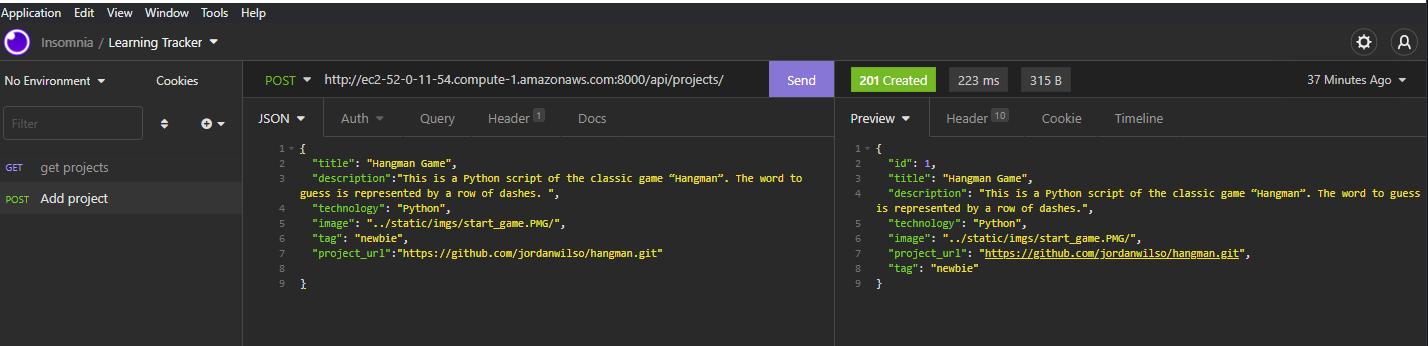 Application Edit View Window Tools Help
Insomnia / Learning Tracker
No Environment Cookies
Filter
GET get projects
POST Add project
POST http://ec2-52-0-11-54.compute-1.amazonaws.com:8000/api/projects/ Send
JSON Auth Query Header 1 Docs
1 {
2 "title": "Hangman Game",
3 "description":"This is a Python script of the classic game “Hangman”. The word to
guess is represented by a row of dashes. ",
4 "technology": "Python",
5 "image": "../static/imgs/start_game.PMG/",
6 "tag": "newbie",
7 "project_url":"https://github.com/jordanwilso/hangman.git"
8
9 }
201 Created 223 ms 315 B 37 Minutes Ago
Preview Header 10 Cookie Timeline
1 {
2 "id": 1,
3 "title": "Hangman Game",
4 "description": "This is a Python script of the classic game “Hangman”. The word to guess
is represented by a row of dashes.",
5 "technology": "Python",
6 "image": "../static/imgs/start_game.PMG/",
7 "project_url": "https://github.com/jordanwilso/hangman.git",
8 "tag": "newbie"
9 }